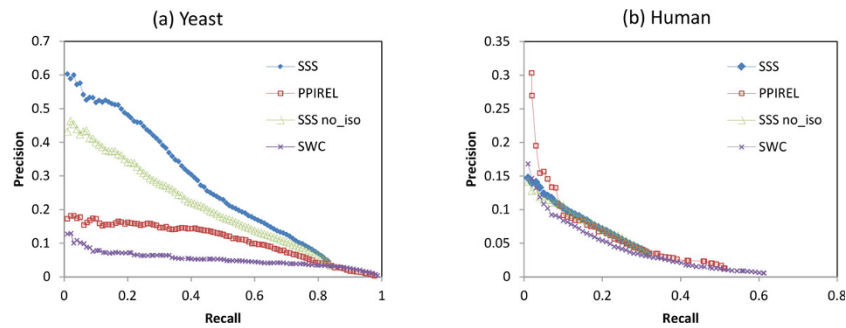 (a) Yeast
0.7
0.6
0.5
0.4
0.3
0.2
0.1
0
Precision
SSS
PPIREL
SSS no_iso
SWC
0 0.2 0.4 0.6 0.8 1
Recall
(b) Human
0.35
0.3
0.25
0.2
0.15
0.1
0.05
0
Precision
SSS
PPIREL
SSS no_iso
SWC
0 0.2 0.4 0.6 0.8
Recall